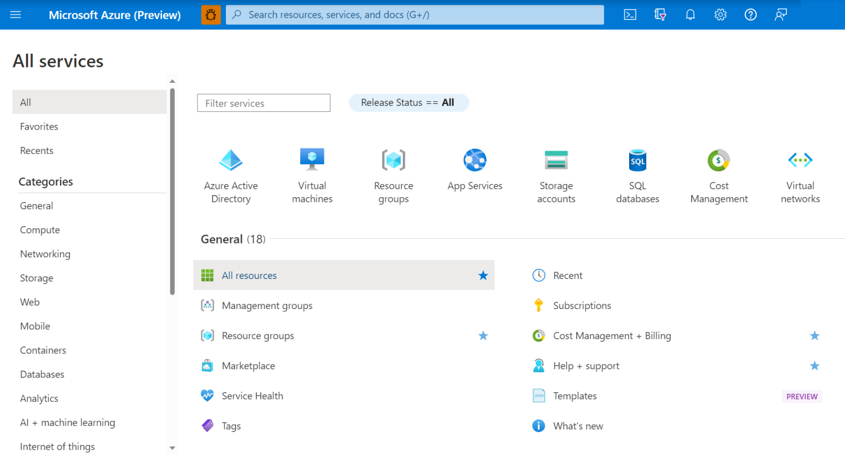 Microsoft Azure (Preview)
Search resources, services, and docs (G+/)
All services
All
Favorites
Recents
Categories
General
Compute
Networking
Storage
Web
Mobile
Containers
Databases
Analytics
AI + machine learning
Internet of things
Filter services
Release Status == All
Azure Active
Directory
Virtual
machines
Resource
groups
App Services
Storage
accounts
SQL
SQL
databases
$
Cost
Management
Virtual
networks
General (18)
All resources
Management groups
Resource groups
Marketplace
Service Health
Tags
Recent
Subscriptions
Cost Management + Billing
Help + support
Templates
PREVIEW
What's new